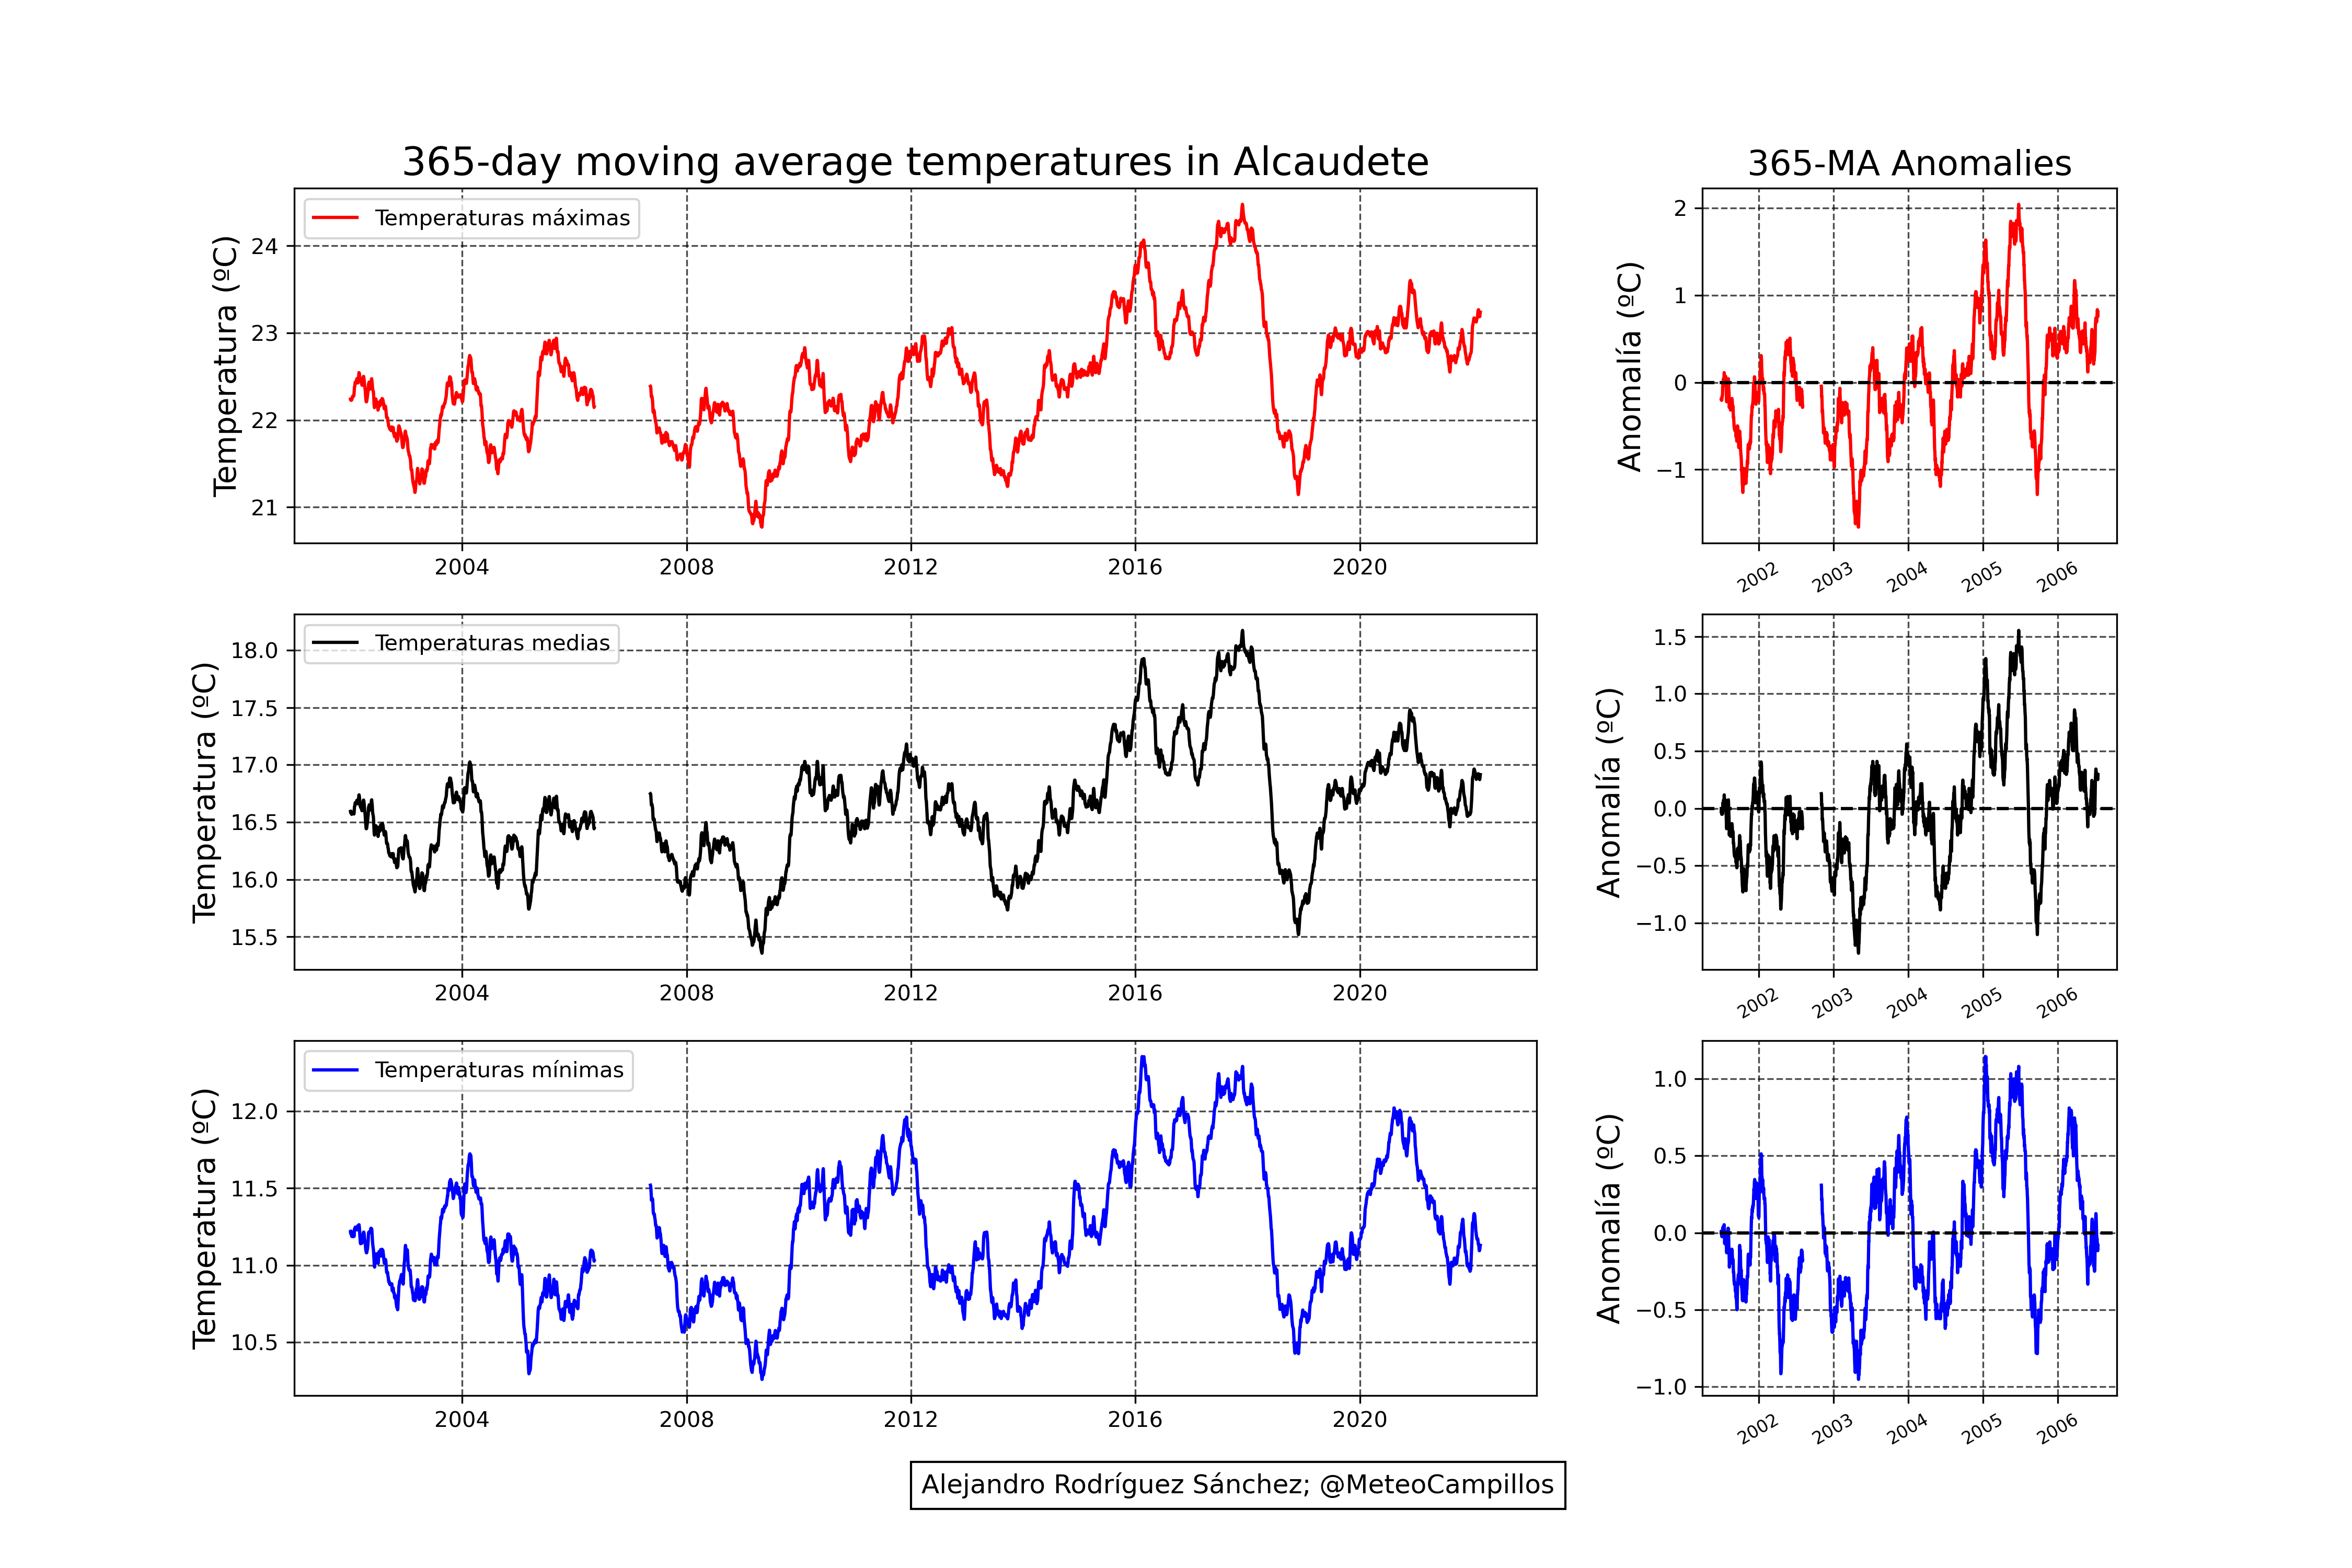 365-day moving average temperatures in Alcaudete
Temperatura (ºC)
Temperaturas máximas
24
23
22
21
2004 2008 2012 2016 2020
365-MA Anomalies
Anomalía (ºC)
2
1
0
−1
2002 2003 2004 2005 2006
Temperatura (ºC)
Temperaturas medias
18.0
17.5
17.0
16.5
16.0
15.5
2004 2008 2012 2016 2020
Anomalía (ºC)
1.5
1.0
0.5
0.0
−0.5
−1.0
2002 2003 2004 2005 2006
Temperatura (ºC)
Temperaturas mínimas
12.0
11.5
11.0
10.5
2004 2008 2012 2016 2020
Anomalía (ºC)
1.0
0.5
0.0
−0.5
−1.0
2002 2003 2004 2005 2006
Alejandro Rodríguez Sánchez; @MeteoCampillos